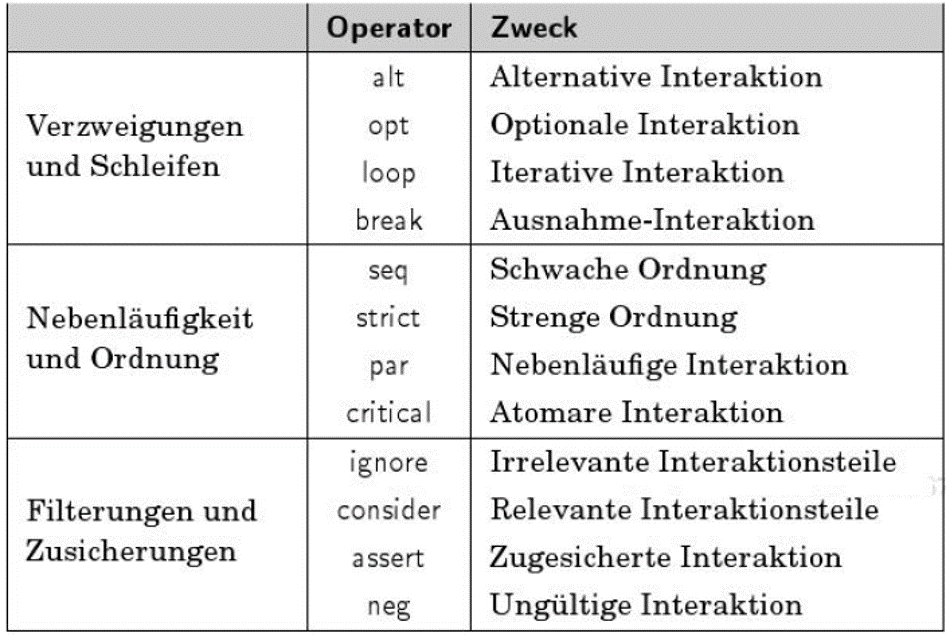 Operator Zweck
Verzweigungen
und Schleifen
alt Alternative Interaktion
opt Optionale Interaktion
loop Iterative Interaktion
break Ausnahme-Interaktion
Nebenläufigkeit
und Ordnung
seq Schwache Ordnung
strict Strenge Ordnung
par Nebenläufige Interaktion
critical Atomare Interaktion
Filterungen und
Zusicherungen
ignore Irrelevante Interaktionsteile
consider Relevante Interaktionsteile
assert Zugesicherte Interaktion
neg Ungültige Interaktion